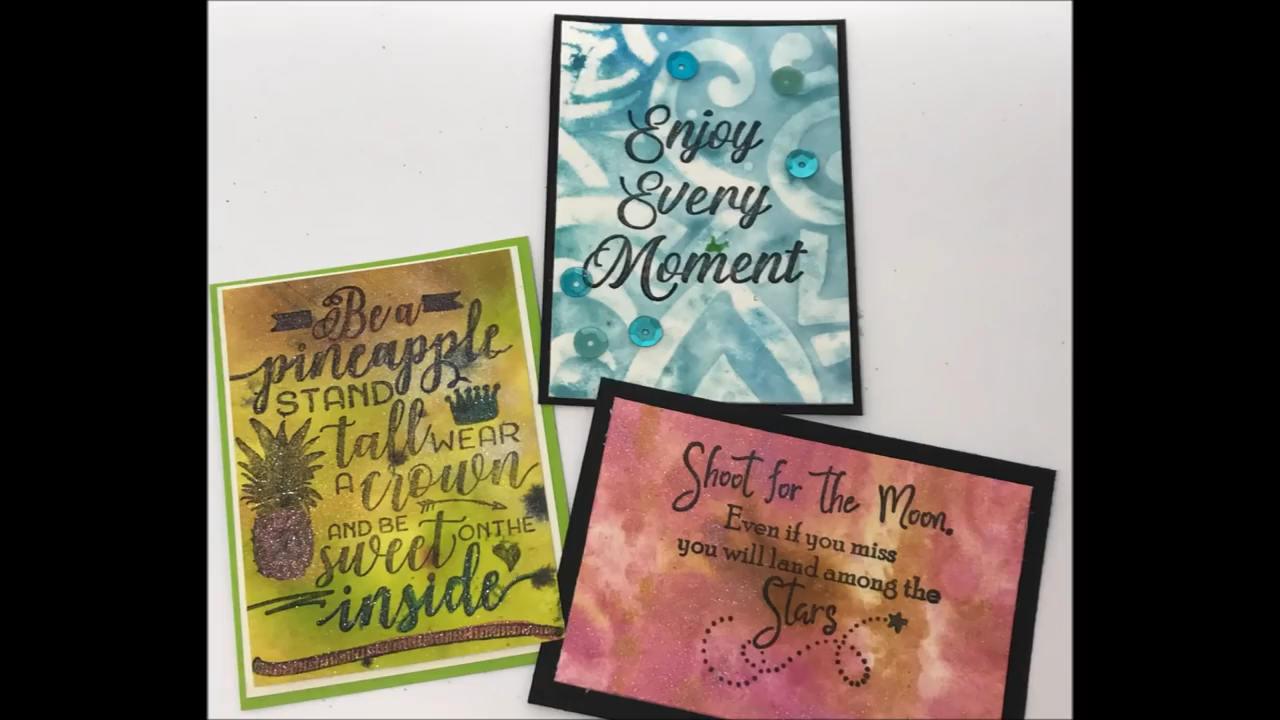 Enjoy
Every
Moment
Be a
pineapple
STAND
tall WEAR
A crown
AND BE sweet ON THE
inside
Shoot for the Moon.
Even if you miss
you will land among the
Stars